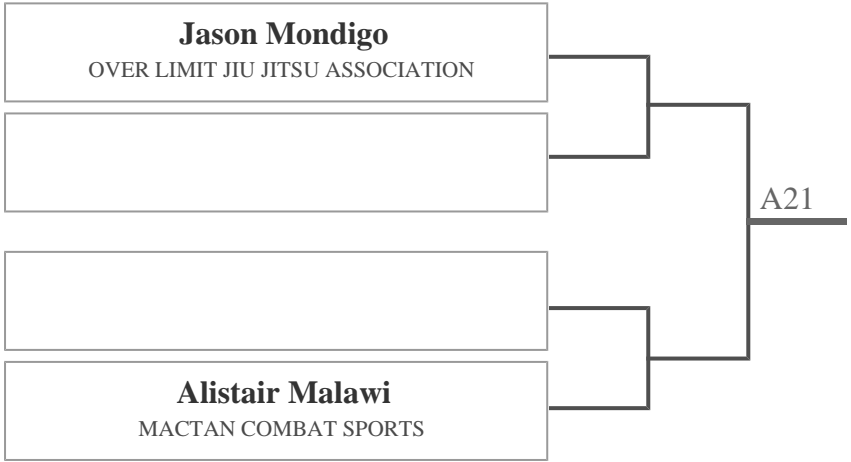 Jason Mondigo
OVER LIMIT JIU JITSU ASSOCIATION
A21
Alistair Malawi
MACTAN COMBAT SPORTS